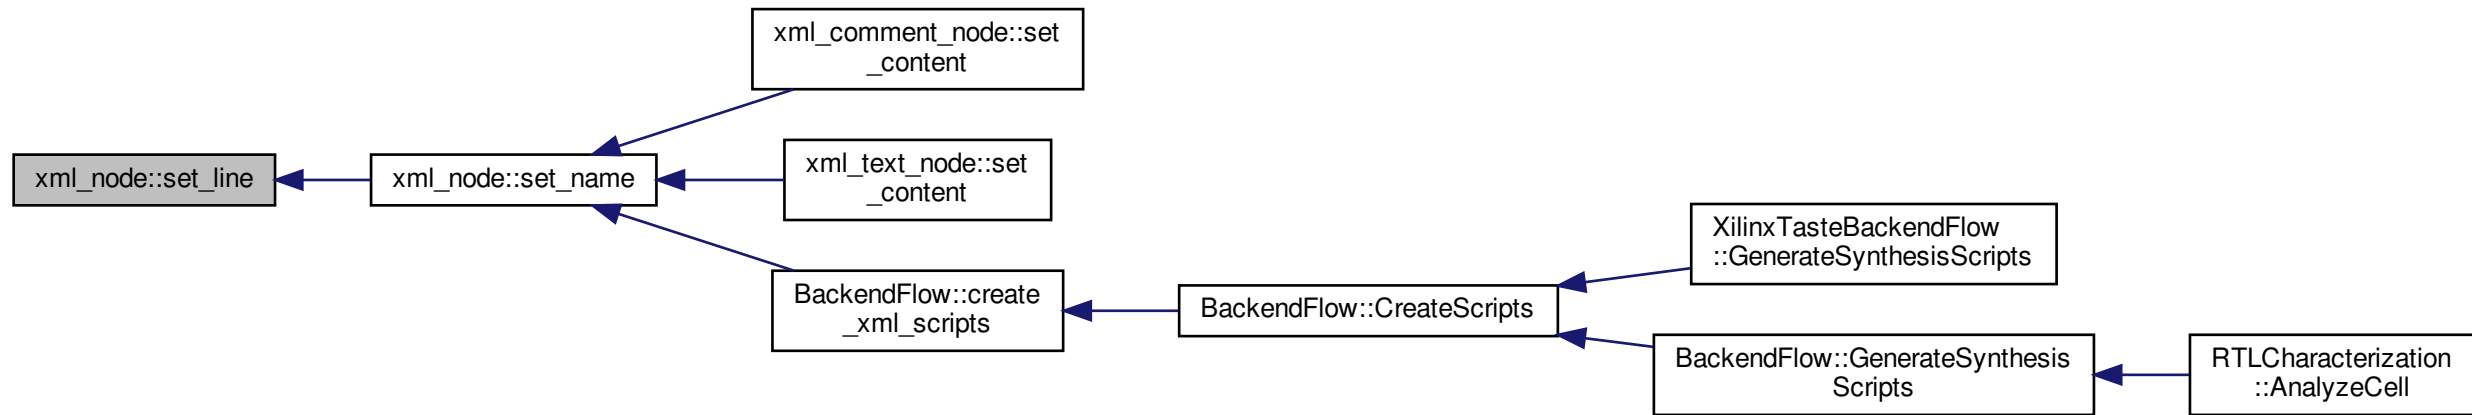 xml_comment_node::set
_content
xml_node::set_line
xml_node::set_name
xml_text_node::set
_content
BackendFlow::create
_xml_scripts
BackendFlow::CreateScripts
XilinxTasteBackendFlow
::GenerateSynthesisScripts
BackendFlow::GenerateSynthesis
Scripts
RTLCharacterization
::AnalyzeCell